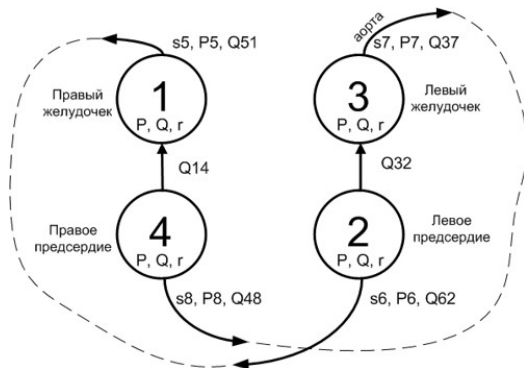 s5, P5, Q51
аорта
s7, P7, Q37
Правый
желудочек
1
P, Q, r
3
P, Q, r
Левый
желудочек
Q14
Q32
Правое
предсердие
4
P, Q, r
2
P, Q, r
Левое
предсердие
s8, P8, Q48
s6, P6, Q62